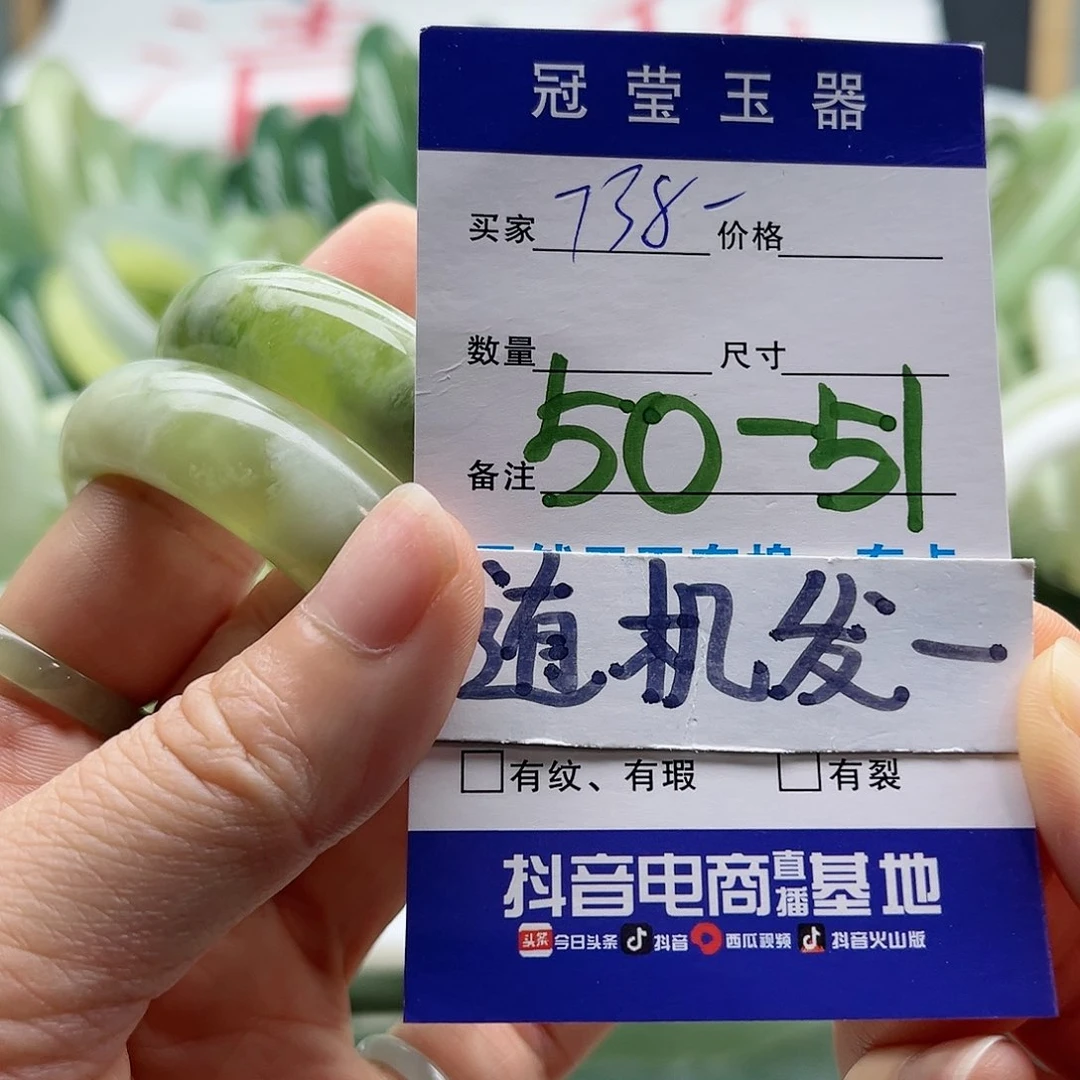 冠莹玉器
买家 738- 价格
数量 尺寸
备注 50-51
随机发一
□有纹、有瑕 □有裂
抖音电商直播基地
头条 今日头条 抖音 西瓜视频 抖音火山版